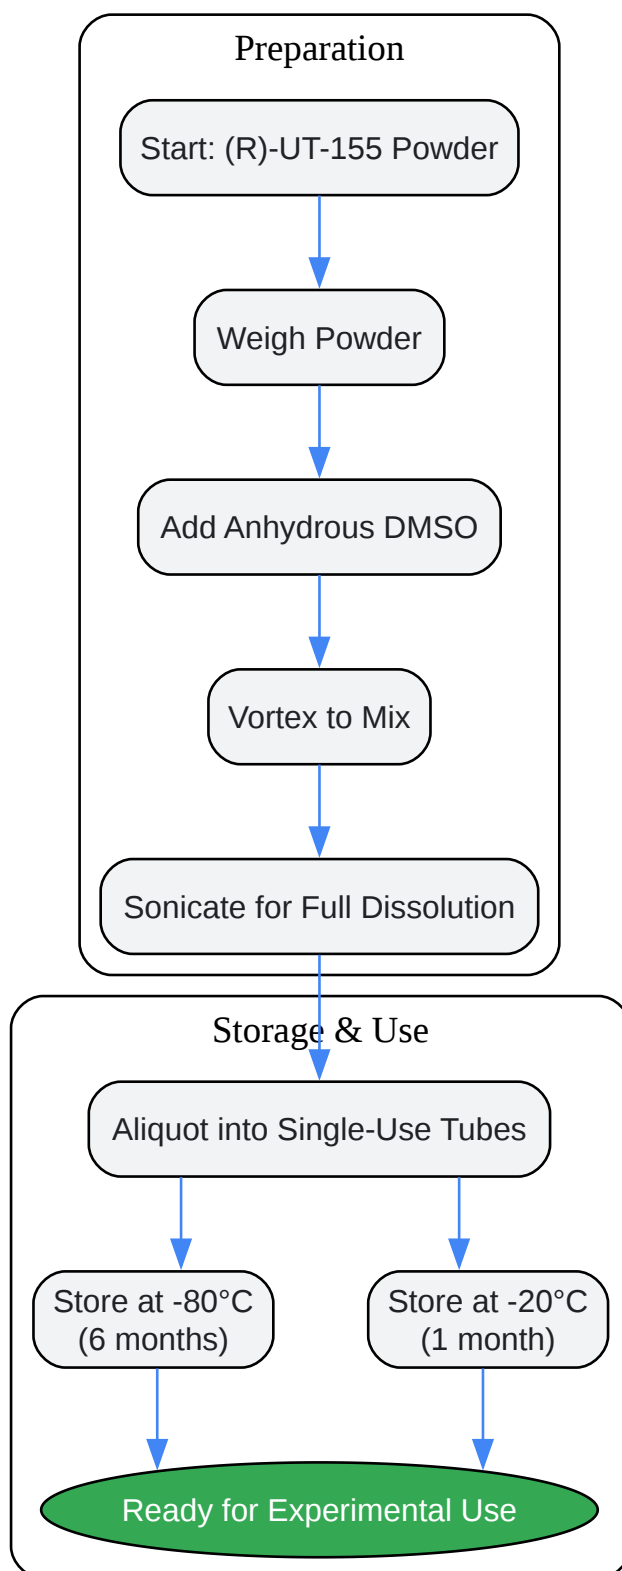 Preparation
Start: (R)-UT-155 Powder
Weigh Powder
Add Anhydrous DMSO
Vortex to Mix
Sonicate for Full Dissolution
Storage & Use
Aliquot into Single-Use Tubes
Store at -80°C
(6 months)
Store at -20°C
(1 month)
Ready for Experimental Use